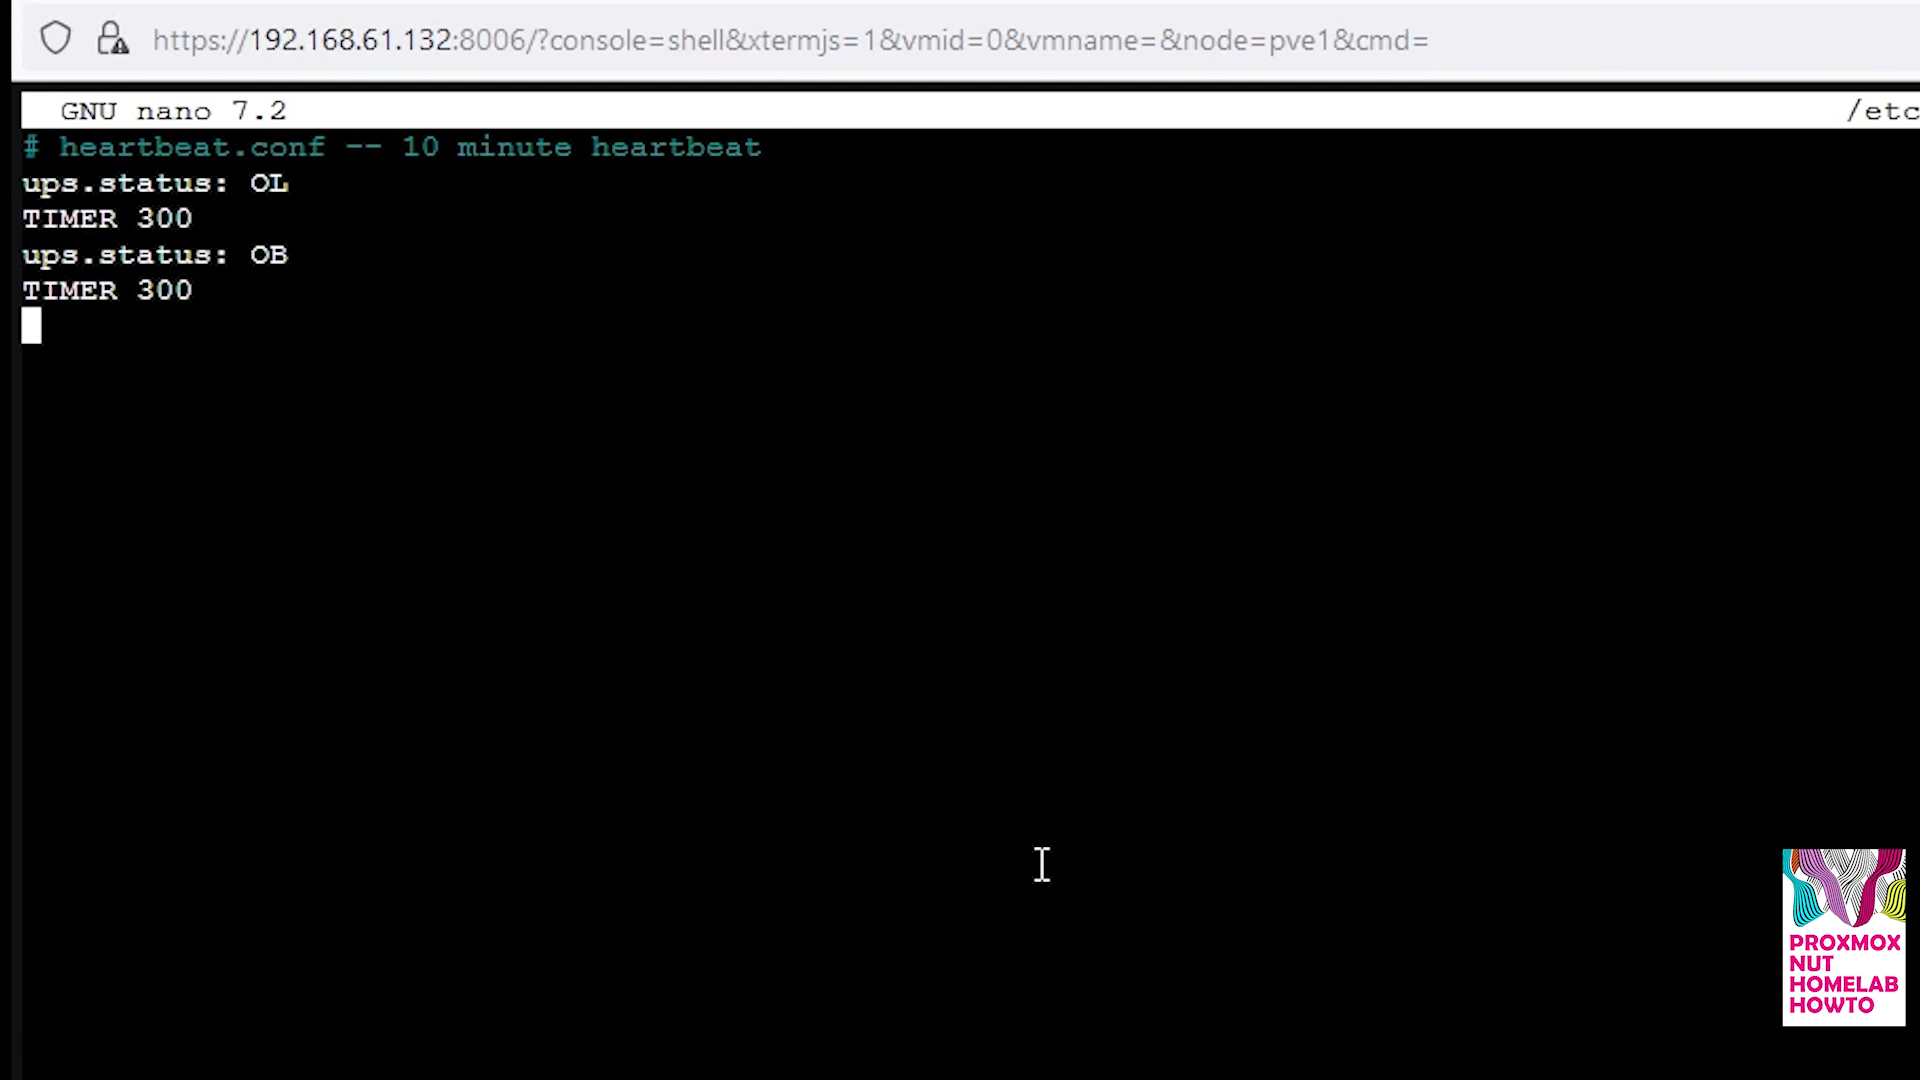 https://192.168.61.132:8006/?console=shell&xtermjs=1&vmid=0&vmname=&node=pve1&cmd=
GNU nano 7.2 /etc
# heartbeat.conf -- 10 minute heartbeat
ups.status: OL
TIMER 300
ups.status: OB
TIMER 300
PROXMOX
NUT
HOMELAB
HOWTO